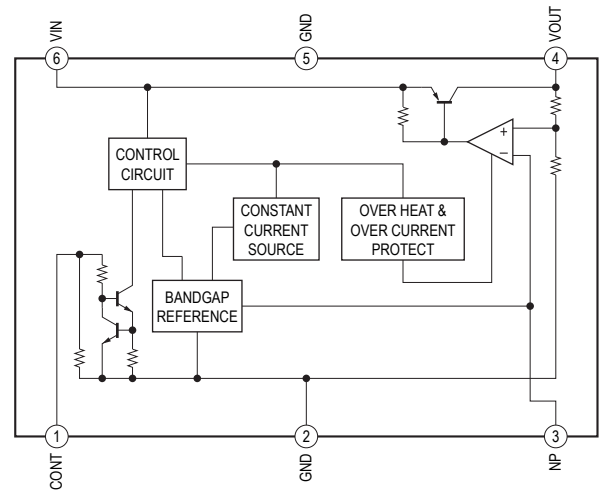 VIN
GND
VOUT
6
5
4
+
−
CONTROL
CIRCUIT
CONSTANT
CURRENT
SOURCE
OVER HEAT &
OVER CURRENT
PROTECT
BANDGAP
REFERENCE
1
2
3
CONT
GND
NP